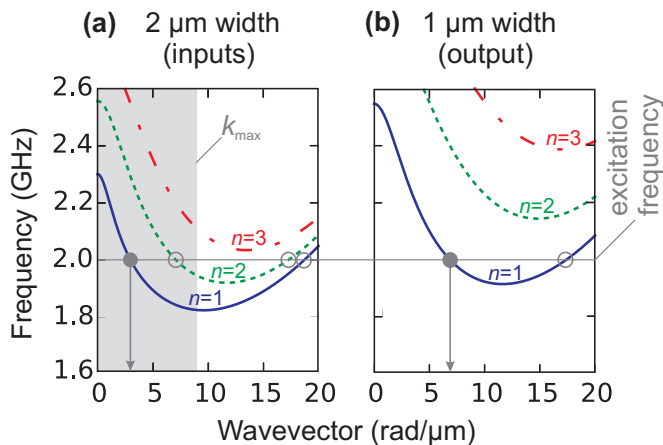 (a) 2 µm width
(inputs)
(b) 1 µm width
(output)
Frequency (GHz)
2.6
2.4
2.2
2.0
1.8
1.6
kmax
n=3
n=2
n=1
0 5 10 15 20
n=3
n=2
n=1
0 5 10 15 20
excitation
frequency
Wavevector (rad/µm)